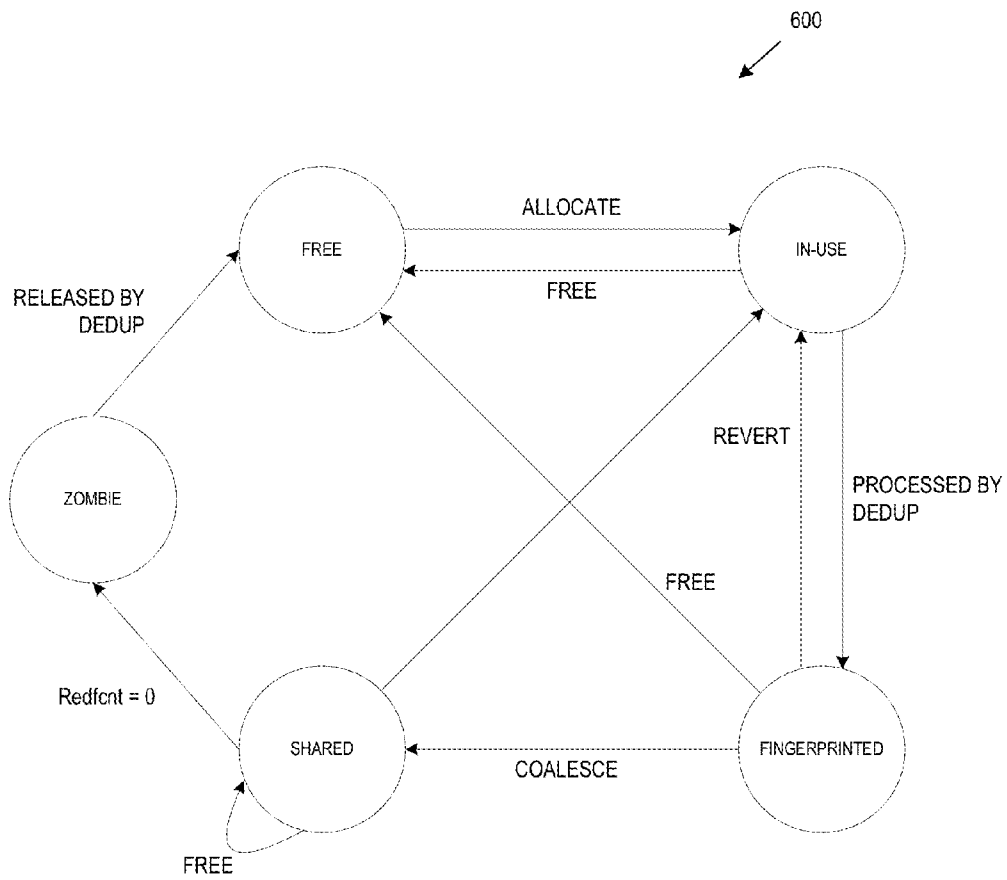 600
ALLOCATE
FREE
IN-USE
FREE
RELEASED BY
DEDUP
REVERT
ZOMBIE
PROCESSED BY
DEDUP
FREE
Redfcnt = 0
SHARED
FINGERPRINTED
COALESCE
FREE